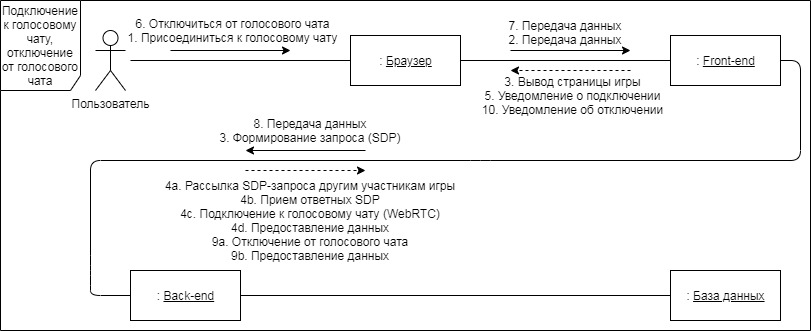 Подключение
к голосовому
чату,
отключение
от голосового
чата
Пользователь
6. Отключиться от голосового чата
1. Присоединиться к голосовому чату
: Браузер
7. Передача данных
2. Передача данных
3. Вывод страницы игры
5. Уведомление о подключении
10. Уведомление об отключении
: Front-end
8. Передача данных
3. Формирование запроса (SDP)
4a. Рассылка SDP-запроса другим участникам игры
4b. Прием ответных SDP
4c. Подключение к голосовому чату (WebRTC)
4d. Предоставление данных
9a. Отключение от голосового чата
9b. Предоставление данных
: Back-end
: База данных